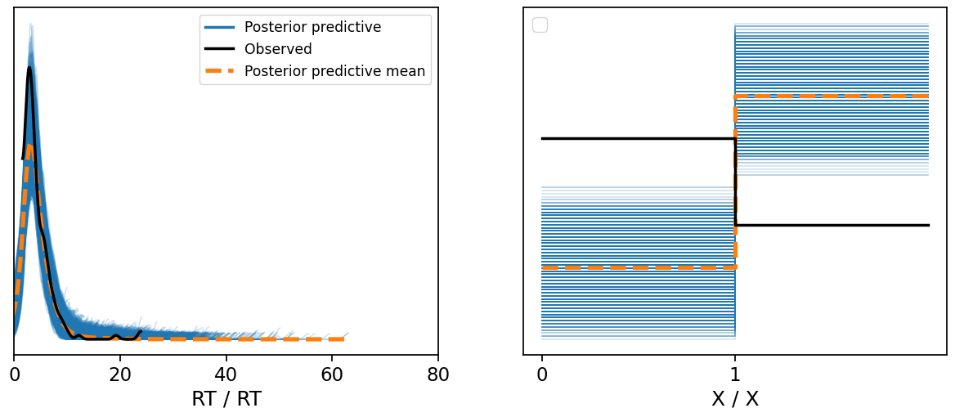 Posterior predictive
Observed
Posterior predictive mean
0 20 40 60 80
RT / RT
0 1
X / X